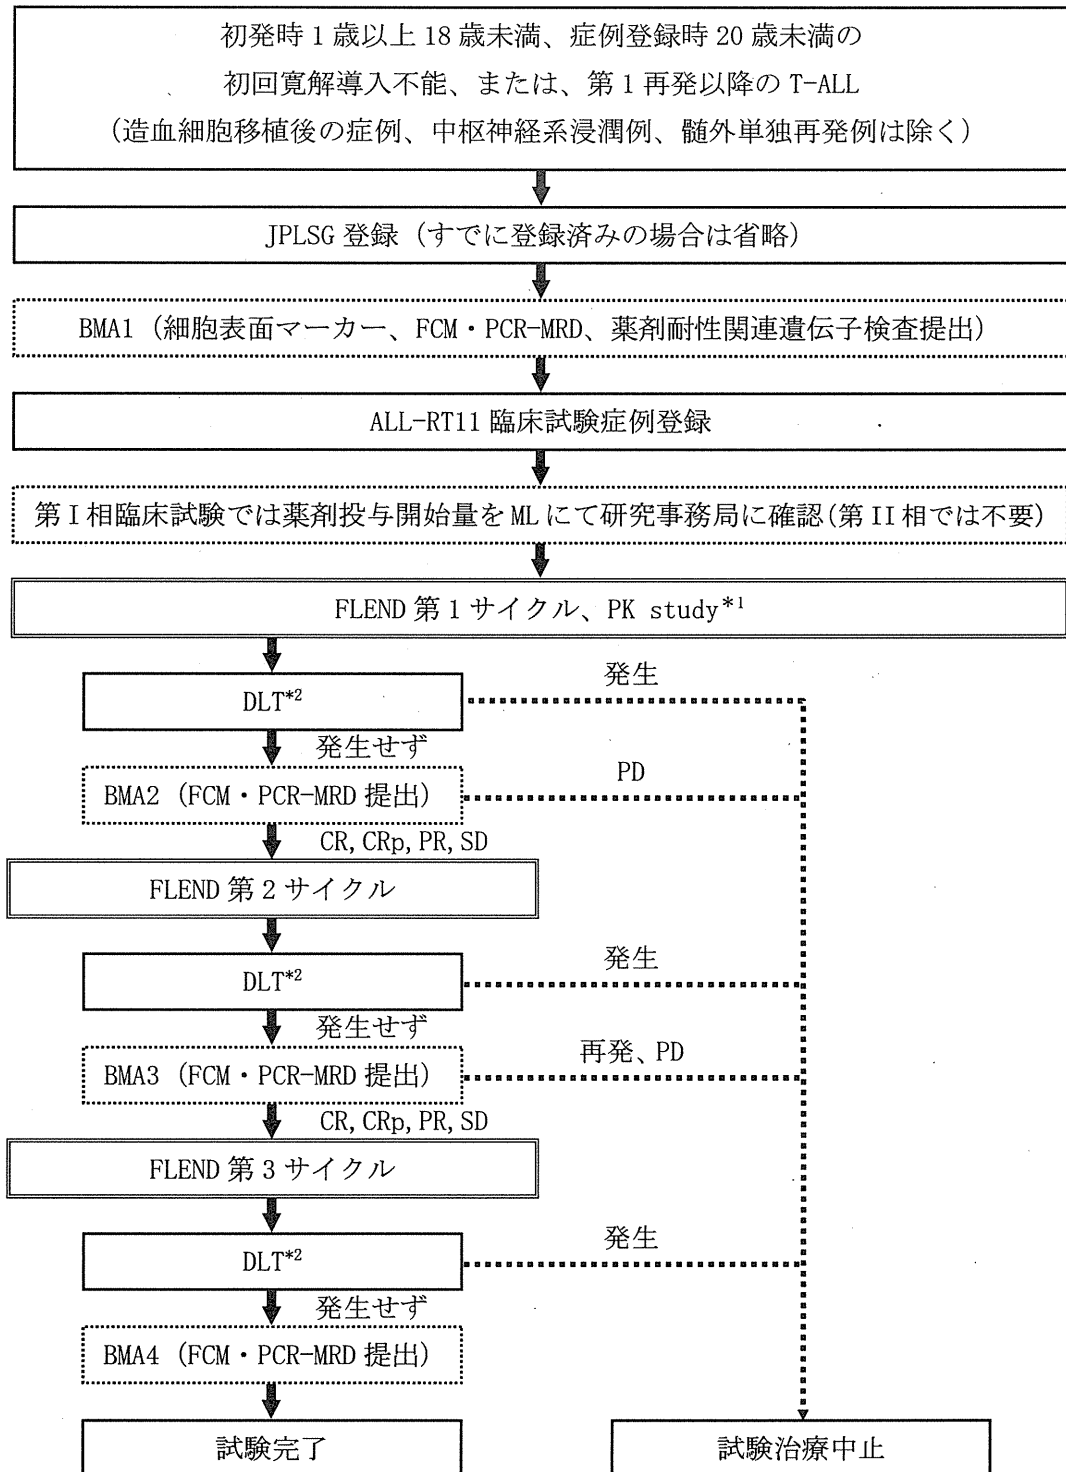 初発時1歳以上18歳未満、症例登録時20歳未満の
初回寛解導入不能、または、第1再発以降のT-ALL
(造血細胞移植後の症例、中枢神経系浸潤例、髄外単独再発例は除く)
JPLSG登録（すでに登録済みの場合は省略）
BMA1（細胞表面マーカー、FCM・PCR-MRD、薬剤耐性関連遺伝子検査提出）
ALL-RT11臨床試験症例登録
第I相臨床試験では薬剤投与開始量をMLにて研究事務局に確認(第II相では不要)
FLEND第1サイクル、PK study*1
DLT*2
発生
発生せず
BMA2（FCM・PCR-MRD提出）
PD
CR, CRp, PR, SD
FLEND第2サイクル
DLT*2
発生
発生せず
BMA3（FCM・PCR-MRD提出）
再発、PD
CR, CRp, PR, SD
FLEND第3サイクル
DLT*2
発生
発生せず
BMA4（FCM・PCR-MRD提出）
試験完了
試験治療中止